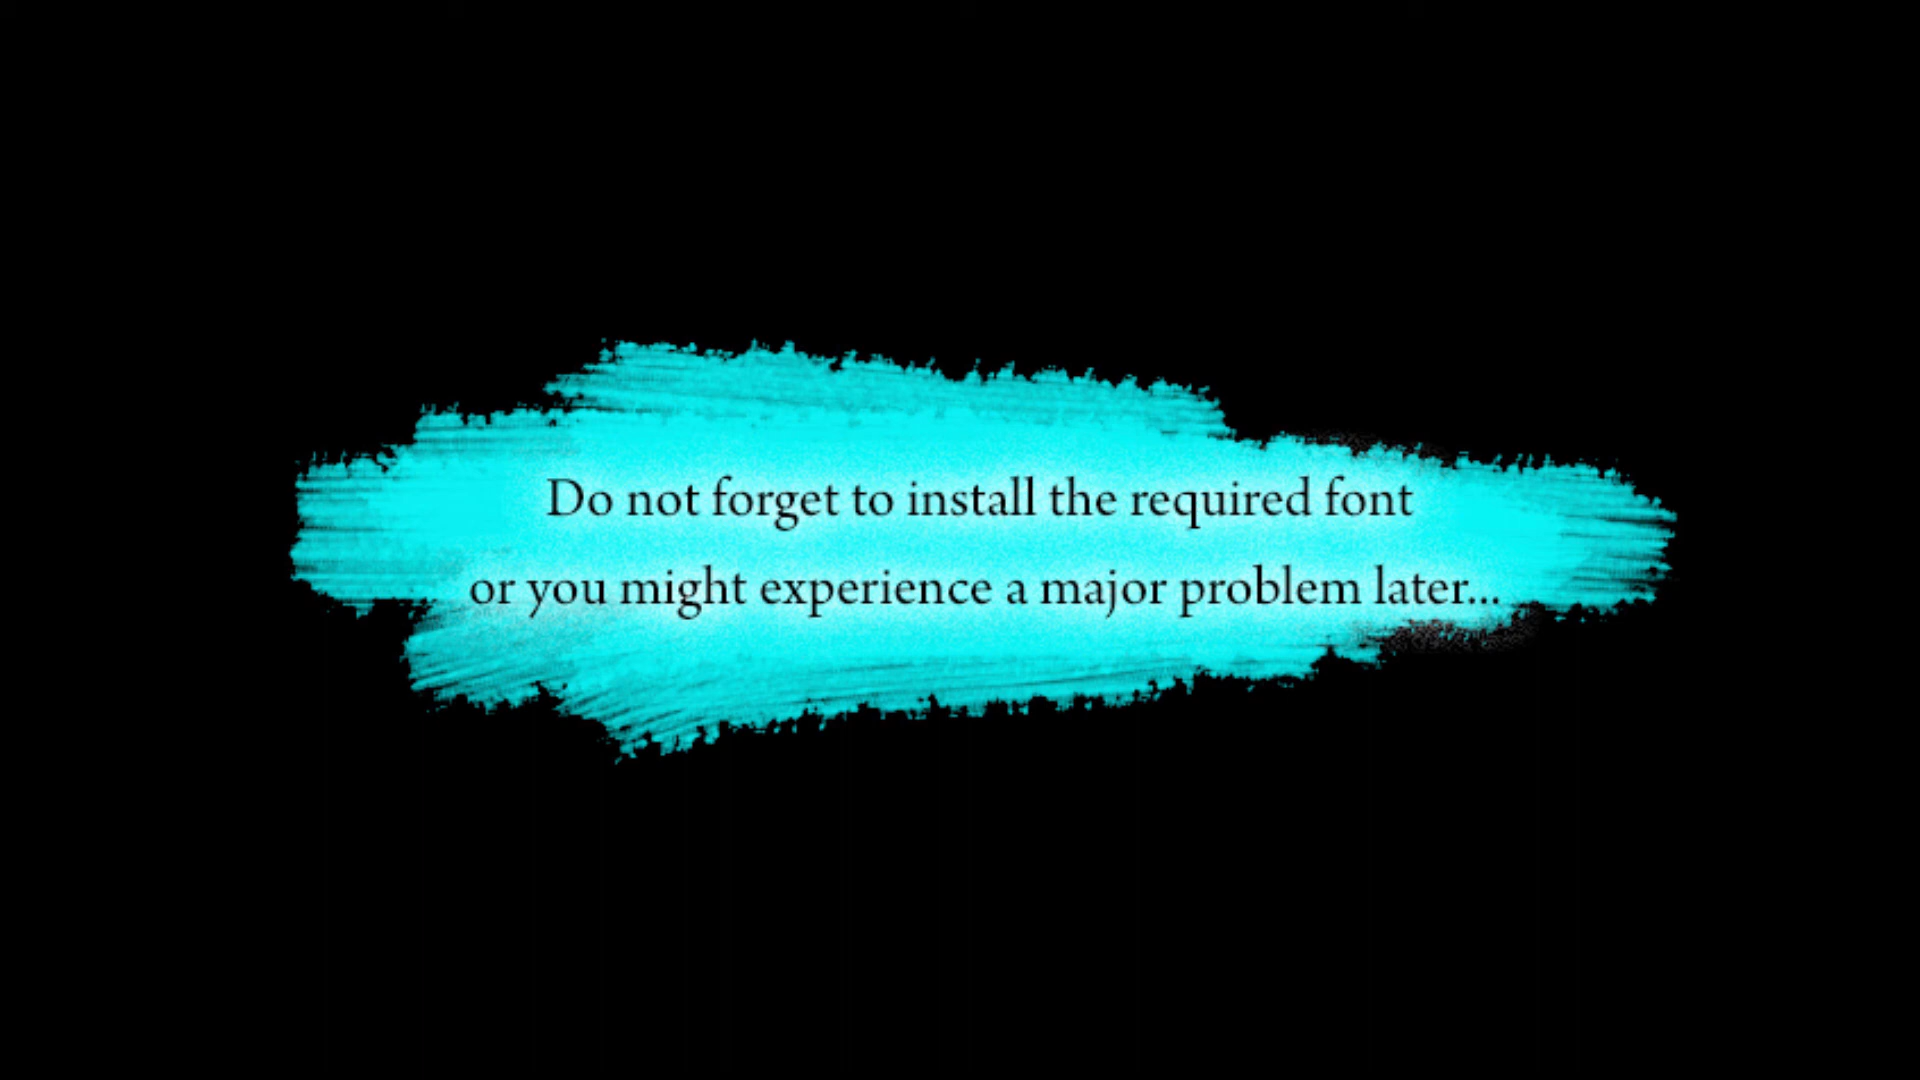 Do not forget to install the required font
or you might experience a major problem later...